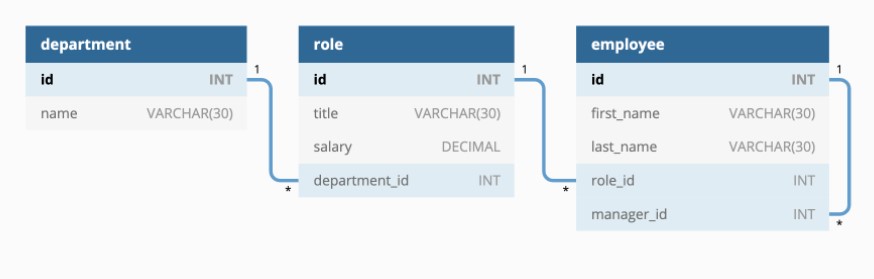 department
id INT
name VARCHAR(30)
1
*
role
id INT
title VARCHAR(30)
salary DECIMAL
department_id INT
1
*
employee
id INT
first_name VARCHAR(30)
last_name VARCHAR(30)
role_id INT
manager_id INT
1
*